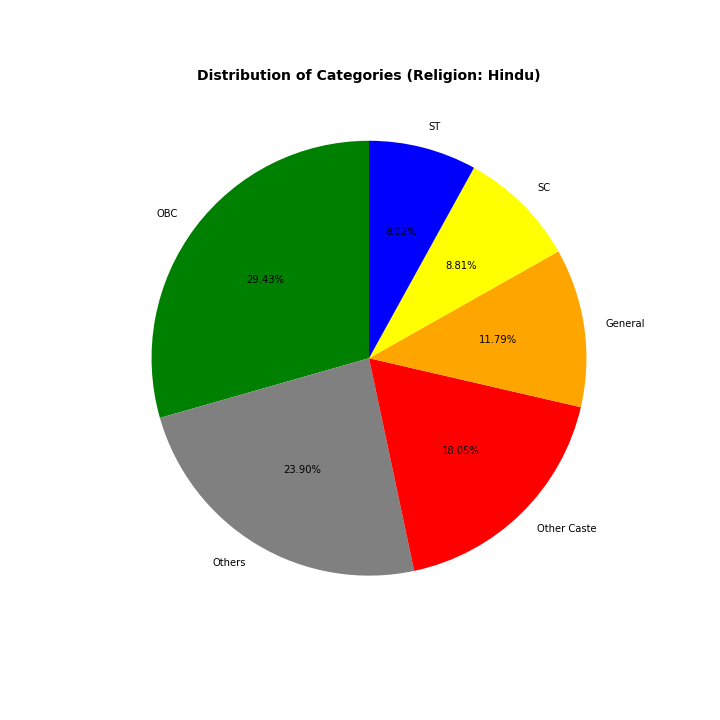 Distribution of Categories (Religion: Hindu)
ST
SC
OBC
8.02%
8.81%
29.43%
General
11.79%
18.05%
23.90%
Other Caste
Others